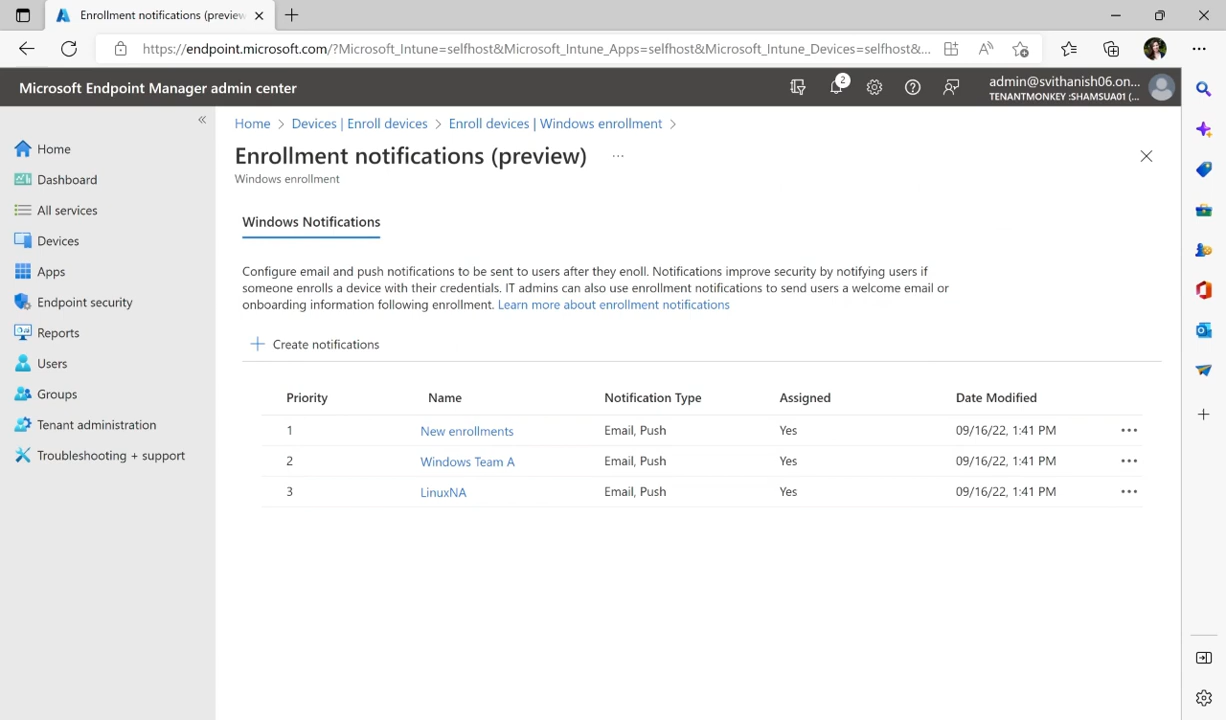 Enrollment notifications (preview
https://endpoint.microsoft.com/?Microsoft_Intune=selfhost&Microsoft_Intune_Apps=selfhost&Microsoft_Intune_Devices=selfhost&...
Microsoft Endpoint Manager admin center
2
admin@svithanish06.on...
TENANTMONKEY :SHAMSUA01 (...
Home > Devices | Enroll devices > Enroll devices | Windows enrollment >
Enrollment notifications (preview) ...
Windows enrollment
Home
Dashboard
All services
Devices
Apps
Endpoint security
Reports
Users
Groups
Tenant administration
Troubleshooting + support
Windows Notifications
Configure email and push notifications to be sent to users after they enoll. Notifications improve security by notifying users if
someone enrolls a device with their credentials. IT admins can also use enrollment notifications to send users a welcome email or
onboarding information following enrollment. Learn more about enrollment notifications
+ Create notifications
Priority Name Notification Type Assigned Date Modified
1 New enrollments Email, Push Yes 09/16/22, 1:41 PM ...
2 Windows Team A Email, Push Yes 09/16/22, 1:41 PM ...
3 LinuxNA Email, Push Yes 09/16/22, 1:41 PM ...